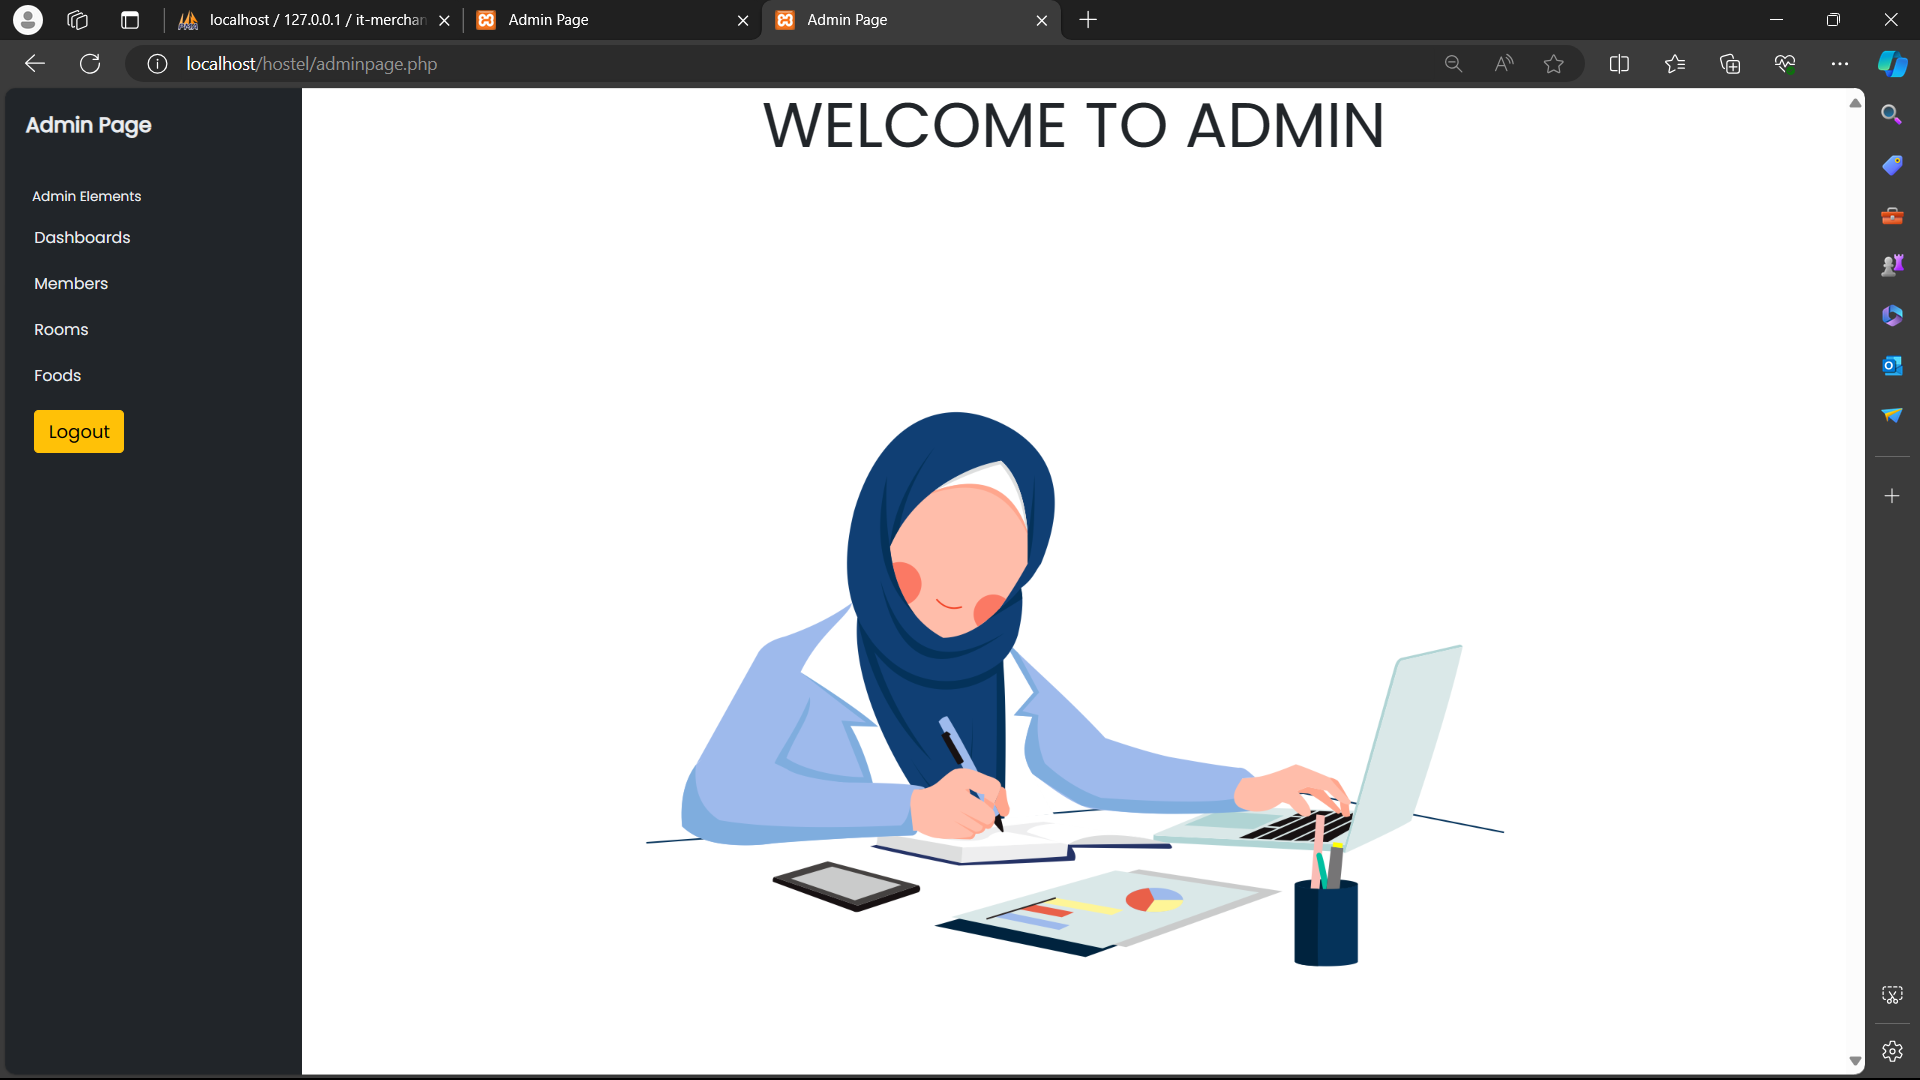 localhost / 127.0.0.1 / it-merchan
Admin Page
Admin Page
localhost/hostel/adminpage.php
Admin Page
WELCOME TO ADMIN
Admin Elements
Dashboards
Members
Rooms
Foods
Logout